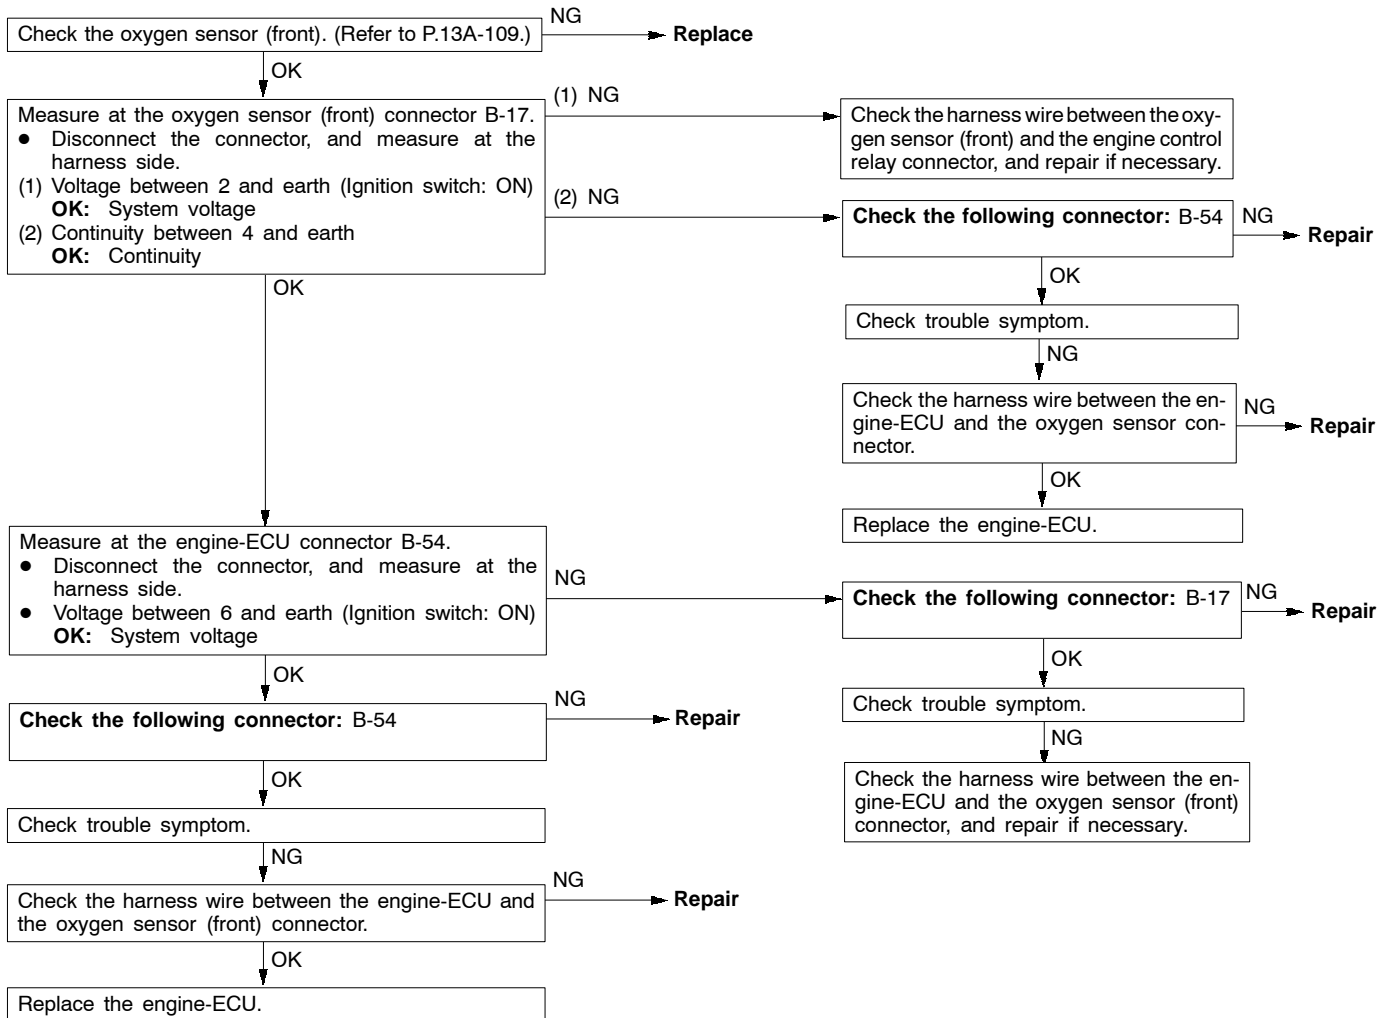 Check the oxygen sensor (front). (Refer to P.13A-109.)
NG
Replace
OK
Measure at the oxygen sensor (front) connector B-17.
● Disconnect the connector, and measure at the
harness side.
(1) Voltage between 2 and earth (Ignition switch: ON)
OK: System voltage
(2) Continuity between 4 and earth
OK: Continuity
(1) NG
Check the harness wire between the oxy-
gen sensor (front) and the engine control
relay connector, and repair if necessary.
(2) NG
Check the following connector: B-54
NG
Repair
OK
Check trouble symptom.
NG
Check the harness wire between the en-
gine-ECU and the oxygen sensor con-
nector.
NG
Repair
OK
Replace the engine-ECU.
OK
Measure at the engine-ECU connector B-54.
● Disconnect the connector, and measure at the
harness side.
● Voltage between 6 and earth (Ignition switch: ON)
OK: System voltage
NG
Check the following connector: B-17
NG
Repair
OK
Check trouble symptom.
NG
Check the harness wire between the en-
gine-ECU and the oxygen sensor (front)
connector, and repair if necessary.
OK
Check the following connector: B-54
NG
Repair
OK
Check trouble symptom.
NG
Check the harness wire between the engine-ECU and
the oxygen sensor (front) connector.
NG
Repair
OK
Replace the engine-ECU.